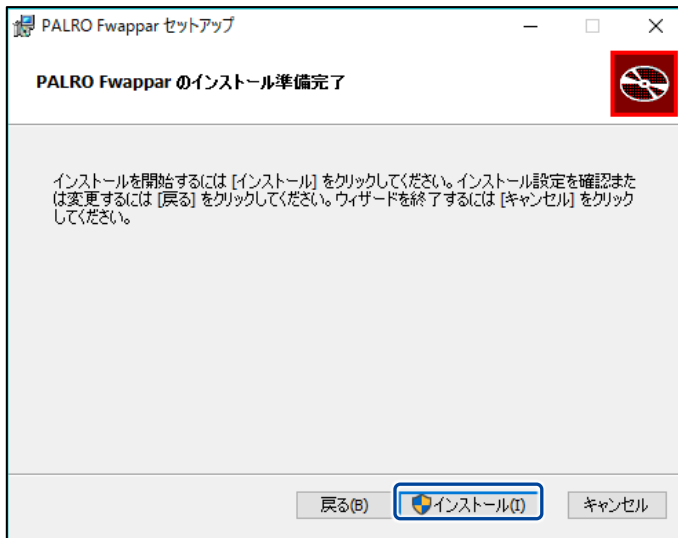 PALRO Fwappar セットアップ
PALRO Fwappar のインストール準備完了
インストールを開始するには [インストール] をクリックしてください。インストール設定を確認また
は変更するには [戻る] をクリックしてください。ウィザードを終了するには [キャンセル] をクリック
してください。
戻る(B) インストール(I) キャンセル